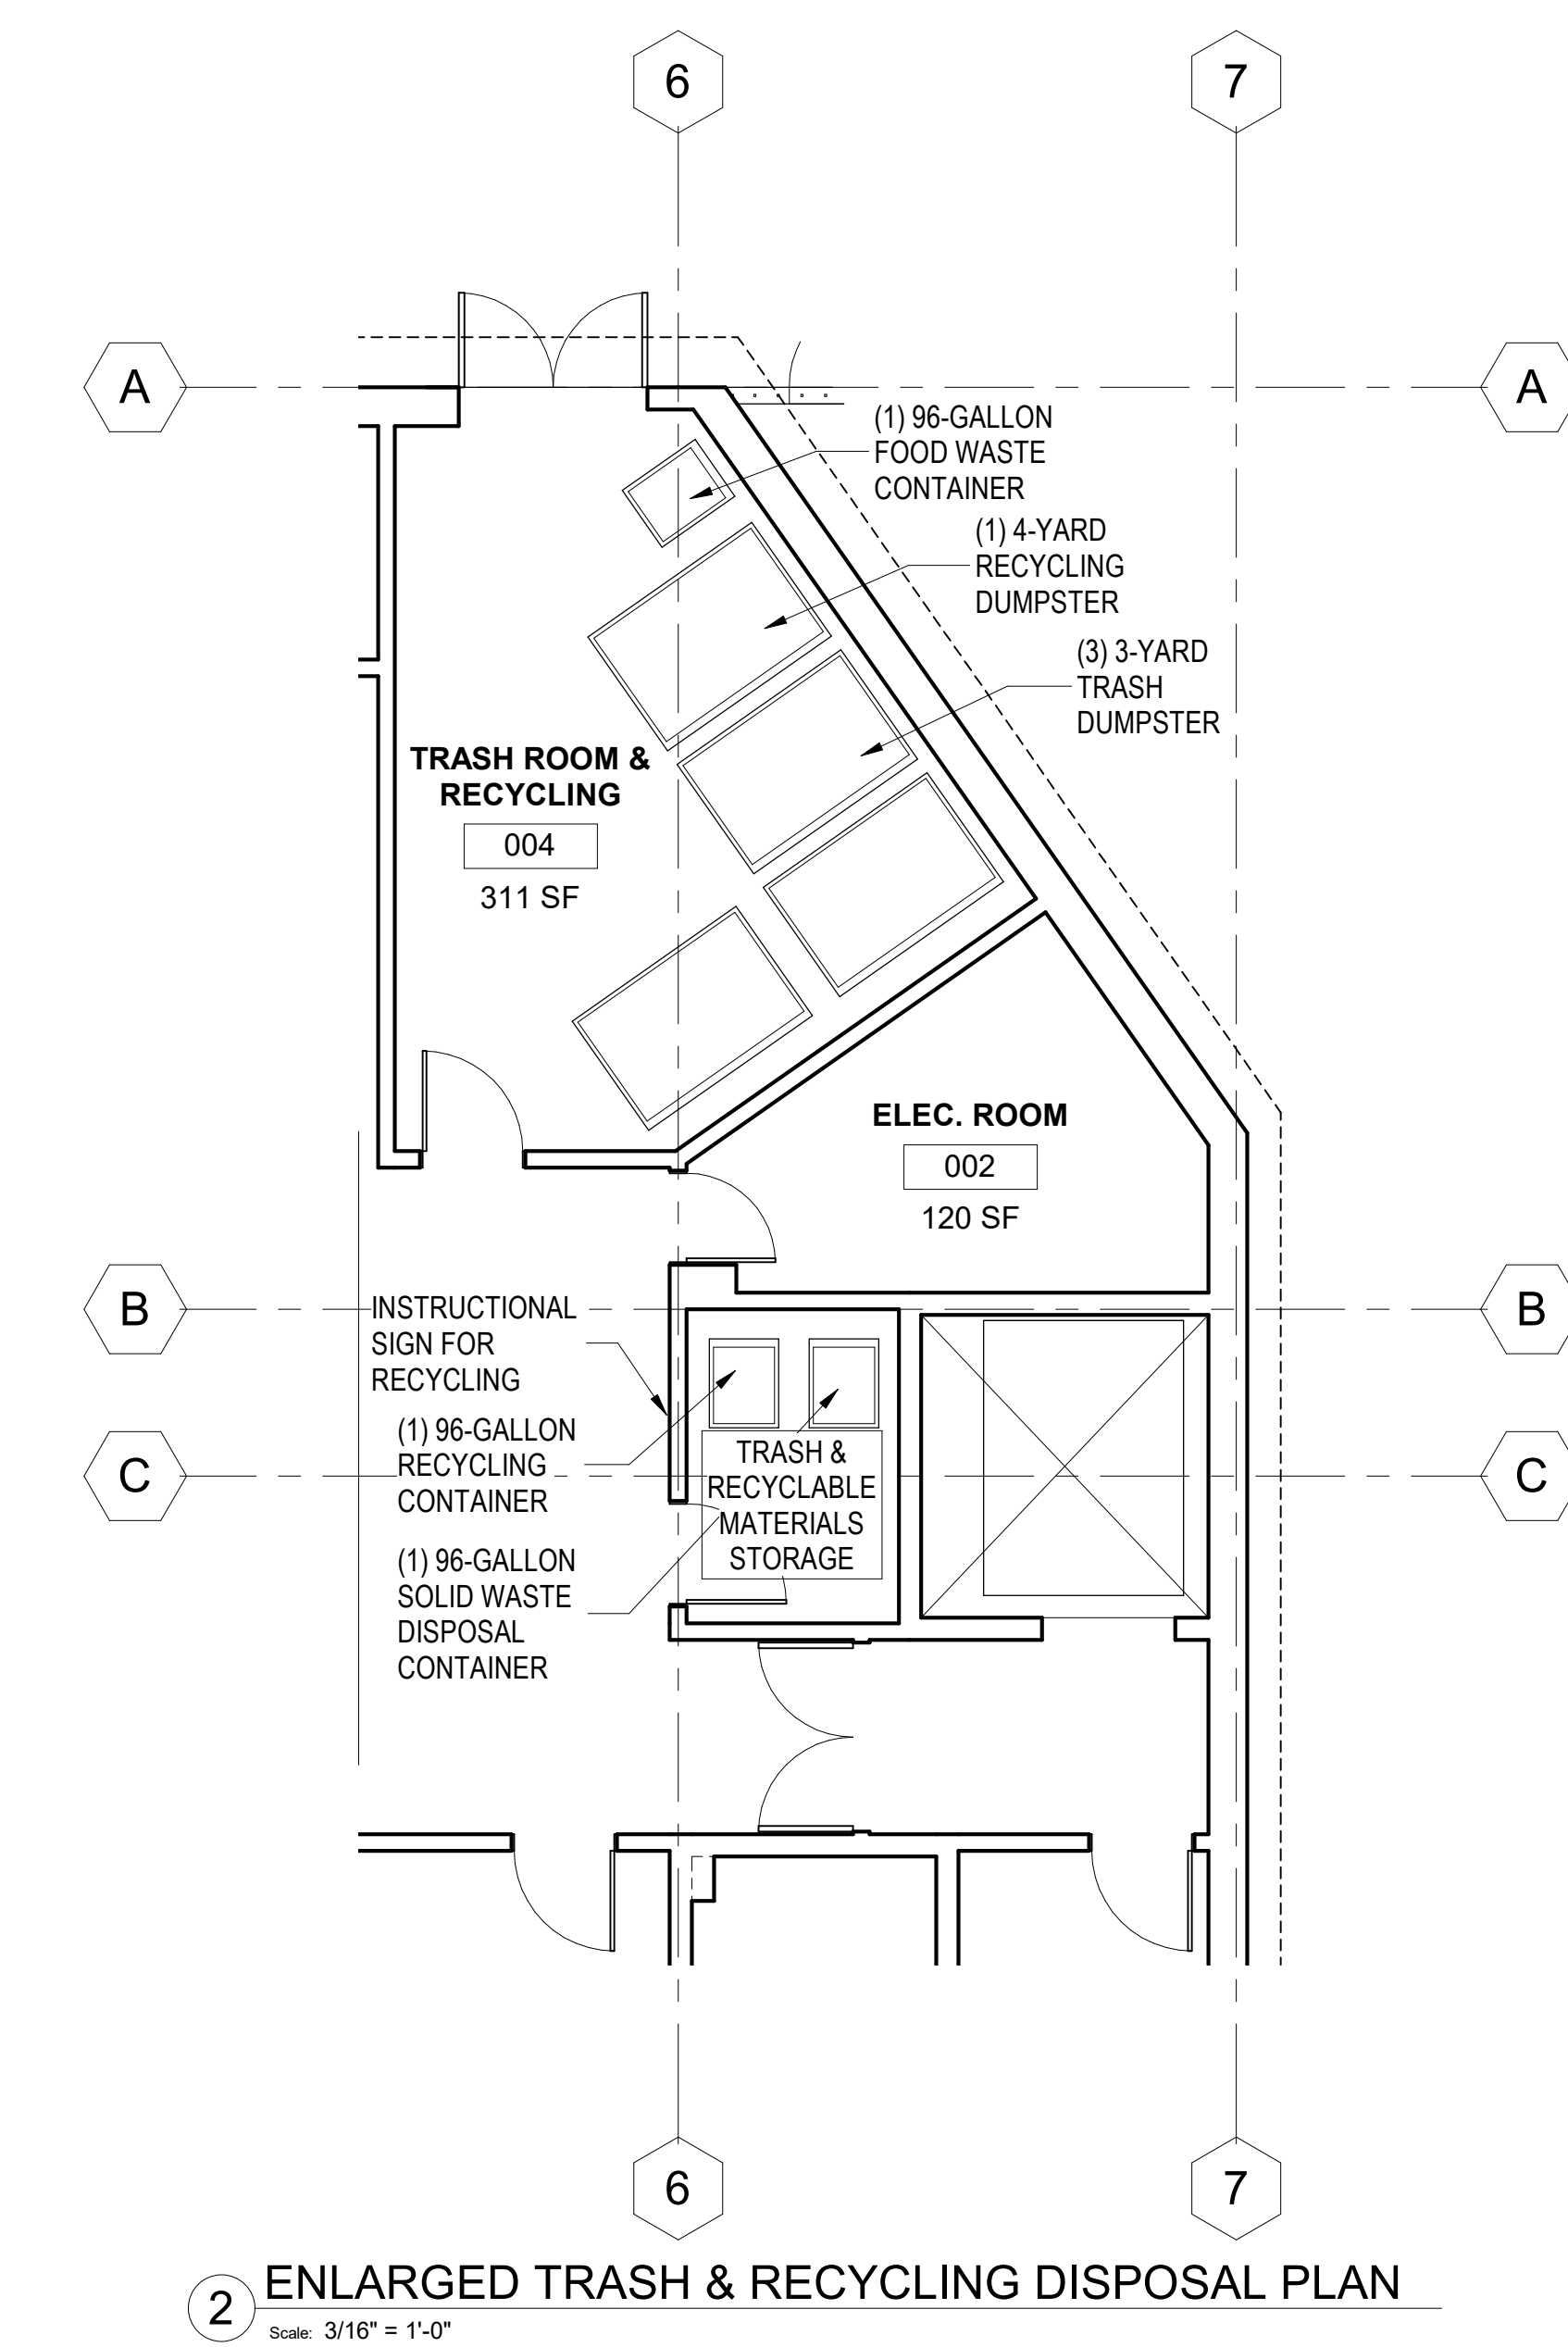 6
7
A
A
(1) 96-GALLON
FOOD WASTE
CONTAINER
(1) 4-YARD
RECYCLING
DUMPSTER
(3) 3-YARD
TRASH
DUMPSTER
TRASH ROOM &
RECYCLING
004
311 SF
ELEC. ROOM
002
120 SF
B
B
INSTRUCTIONAL
SIGN FOR
RECYCLING
(1) 96-GALLON
RECYCLING
CONTAINER
C
C
TRASH &
RECYCLABLE
MATERIALS
STORAGE
(1) 96-GALLON
SOLID WASTE
DISPOSAL
CONTAINER
6
7
2
ENLARGED TRASH & RECYCLING DISPOSAL PLAN
Scale: 3/16" = 1'-0"